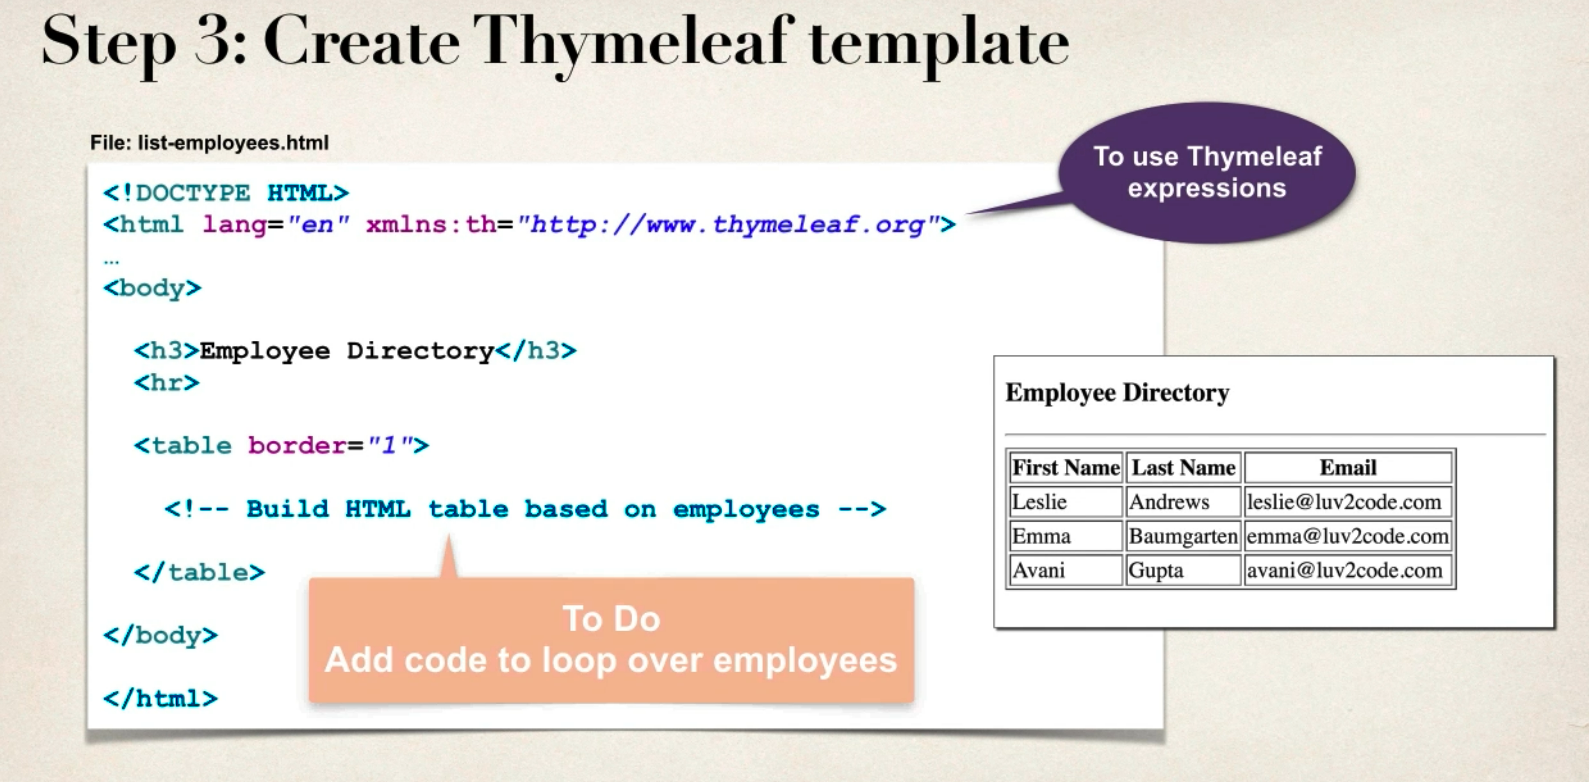 Step 3: Create Thymeleaf template
File: list-employees.html
<!DOCTYPE HTML>
<html lang="en" xmlns:th="http://www.thymeleaf.org">
...
<body>
<h3>Employee Directory</h3>
<hr>
<table border="1">
<!-- Build HTML table based on employees -->
</table>
</body>
</html>
To use Thymeleaf
expressions
To Do
Add code to loop over employees
Employee Directory
First Name Last Name Email
Leslie Andrews leslie@luv2code.com
Emma Baumgarten emma@luv2code.com
Avani Gupta avani@luv2code.com